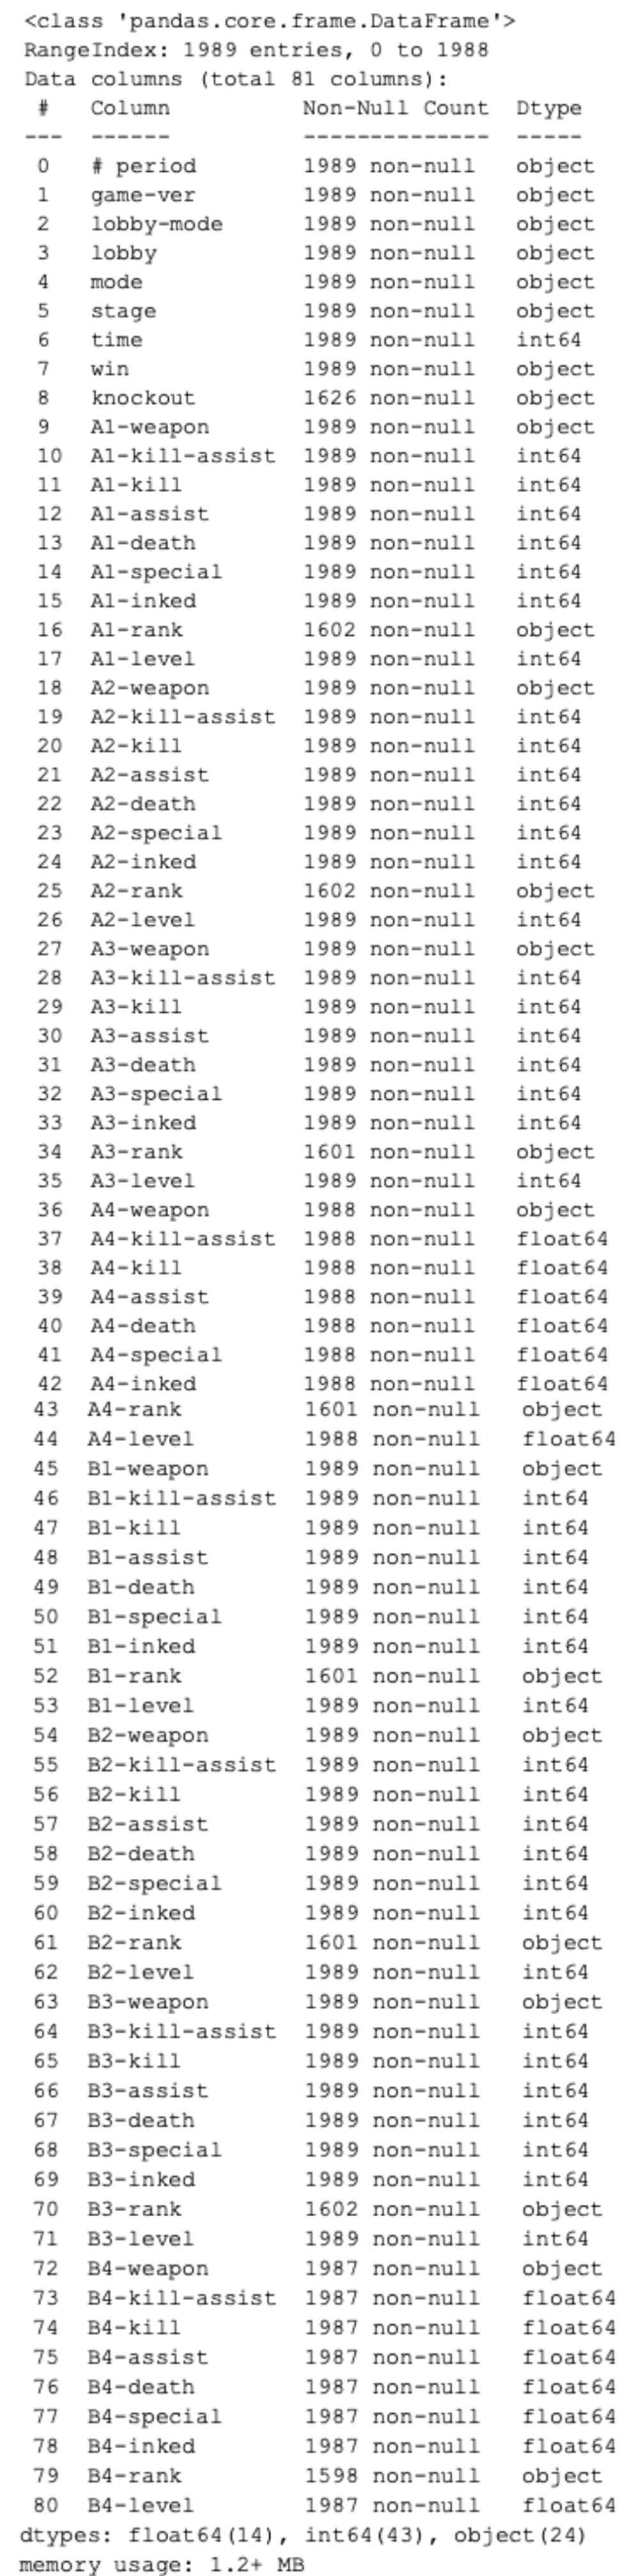 <class 'pandas.core.frame.DataFrame'>
RangeIndex: 1989 entries, 0 to 1988
Data columns (total 81 columns):
# Column Non-Null Count Dtype
--- ------ -------------- -----
0 # period 1989 non-null object
1 game-ver 1989 non-null object
2 lobby-mode 1989 non-null object
3 lobby 1989 non-null object
4 mode 1989 non-null object
5 stage 1989 non-null object
6 time 1989 non-null int64
7 win 1989 non-null object
8 knockout 1626 non-null object
9 A1-weapon 1989 non-null object
10 A1-kill-assist 1989 non-null int64
11 A1-kill 1989 non-null int64
12 A1-assist 1989 non-null int64
13 A1-death 1989 non-null int64
14 A1-special 1989 non-null int64
15 A1-inked 1989 non-null int64
16 A1-rank 1602 non-null object
17 A1-level 1989 non-null int64
18 A2-weapon 1989 non-null object
19 A2-kill-assist 1989 non-null int64
20 A2-kill 1989 non-null int64
21 A2-assist 1989 non-null int64
22 A2-death 1989 non-null int64
23 A2-special 1989 non-null int64
24 A2-inked 1989 non-null int64
25 A2-rank 1602 non-null object
26 A2-level 1989 non-null int64
27 A3-weapon 1989 non-null object
28 A3-kill-assist 1989 non-null int64
29 A3-kill 1989 non-null int64
30 A3-assist 1989 non-null int64
31 A3-death 1989 non-null int64
32 A3-special 1989 non-null int64
33 A3-inked 1989 non-null int64
34 A3-rank 1601 non-null object
35 A3-level 1989 non-null int64
36 A4-weapon 1988 non-null object
37 A4-kill-assist 1988 non-null float64
38 A4-kill 1988 non-null float64
39 A4-assist 1988 non-null float64
40 A4-death 1988 non-null float64
41 A4-special 1988 non-null float64
42 A4-inked 1988 non-null float64
43 A4-rank 1601 non-null object
44 A4-level 1988 non-null float64
45 B1-weapon 1989 non-null object
46 B1-kill-assist 1989 non-null int64
47 B1-kill 1989 non-null int64
48 B1-assist 1989 non-null int64
49 B1-death 1989 non-null int64
50 B1-special 1989 non-null int64
51 B1-inked 1989 non-null int64
52 B1-rank 1601 non-null object
53 B1-level 1989 non-null int64
54 B2-weapon 1989 non-null object
55 B2-kill-assist 1989 non-null int64
56 B2-kill 1989 non-null int64
57 B2-assist 1989 non-null int64
58 B2-death 1989 non-null int64
59 B2-special 1989 non-null int64
60 B2-inked 1989 non-null int64
61 B2-rank 1601 non-null object
62 B2-level 1989 non-null int64
63 B3-weapon 1989 non-null object
64 B3-kill-assist 1989 non-null int64
65 B3-kill 1989 non-null int64
66 B3-assist 1989 non-null int64
67 B3-death 1989 non-null int64
68 B3-special 1989 non-null int64
69 B3-inked 1989 non-null int64
70 B3-rank 1602 non-null object
71 B3-level 1989 non-null int64
72 B4-weapon 1987 non-null object
73 B4-kill-assist 1987 non-null float64
74 B4-kill 1987 non-null float64
75 B4-assist 1987 non-null float64
76 B4-death 1987 non-null float64
77 B4-special 1987 non-null float64
78 B4-inked 1987 non-null float64
79 B4-rank 1598 non-null object
80 B4-level 1987 non-null float64
dtypes: float64(14), int64(43), object(24)
memory usage: 1.2+ MB